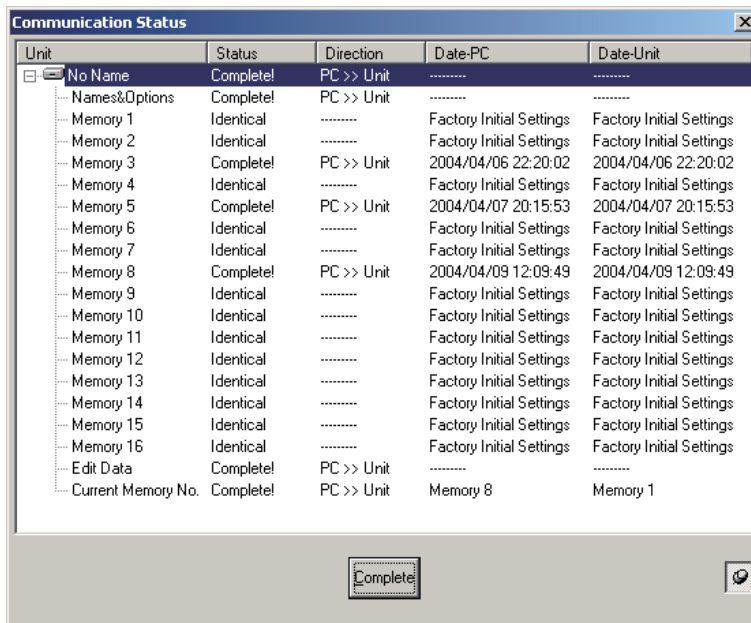 Communication Status
Unit Status Direction Date-PC Date-Unit
No Name Complete! PC >> Unit --------- ---------
Names&Options Complete! PC >> Unit --------- ---------
Memory 1 Identical --------- Factory Initial Settings Factory Initial Settings
Memory 2 Identical --------- Factory Initial Settings Factory Initial Settings
Memory 3 Complete! PC >> Unit 2004/04/06 22:20:02 2004/04/06 22:20:02
Memory 4 Identical --------- Factory Initial Settings Factory Initial Settings
Memory 5 Complete! PC >> Unit 2004/04/07 20:15:53 2004/04/07 20:15:53
Memory 6 Identical --------- Factory Initial Settings Factory Initial Settings
Memory 7 Identical --------- Factory Initial Settings Factory Initial Settings
Memory 8 Complete! PC >> Unit 2004/04/09 12:09:49 2004/04/09 12:09:49
Memory 9 Identical --------- Factory Initial Settings Factory Initial Settings
Memory 10 Identical --------- Factory Initial Settings Factory Initial Settings
Memory 11 Identical --------- Factory Initial Settings Factory Initial Settings
Memory 12 Identical --------- Factory Initial Settings Factory Initial Settings
Memory 13 Identical --------- Factory Initial Settings Factory Initial Settings
Memory 14 Identical --------- Factory Initial Settings Factory Initial Settings
Memory 15 Identical --------- Factory Initial Settings Factory Initial Settings
Memory 16 Identical --------- Factory Initial Settings Factory Initial Settings
Edit Data Complete! PC >> Unit --------- ---------
Current Memory No. Complete! PC >> Unit Memory 8 Memory 1
Complete